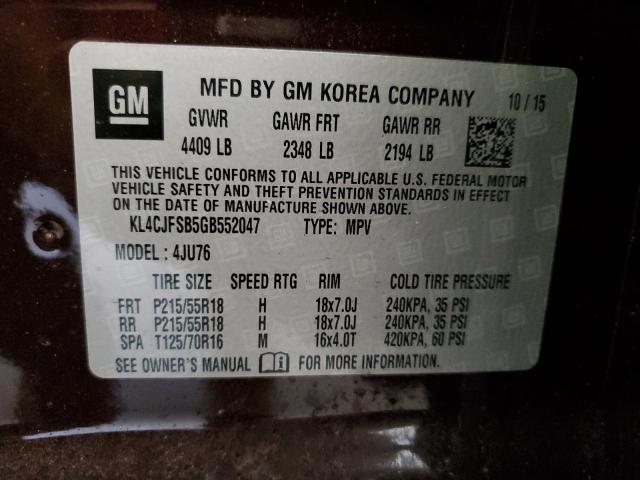 GM
MFD BY GM KOREA COMPANY 10 / 15
GVWR GAWR FRT GAWR RR
4409 LB 2348 LB 2194 LB
THIS VEHICLE CONFORMS TO ALL APPLICABLE U.S. FEDERAL MOTOR
VEHICLE SAFETY AND THEFT PREVENTION STANDARDS IN EFFECT
ON THE DATE OF MANUFACTURE SHOWN ABOVE.
KL4CJFSB5GB552047 TYPE: MPV
MODEL: 4JU76
TIRE SIZE SPEED RTG RIM COLD TIRE PRESSURE
FRT P215/55R18 H 18x7.0J 240KPA, 35 PSI
RR P215/55R18 H 18x7.0J 240KPA, 35 PSI
SPA T125/70R16 M 16x4.0T 420KPA, 60 PSI
SEE OWNER'S MANUAL FOR MORE INFORMATION.